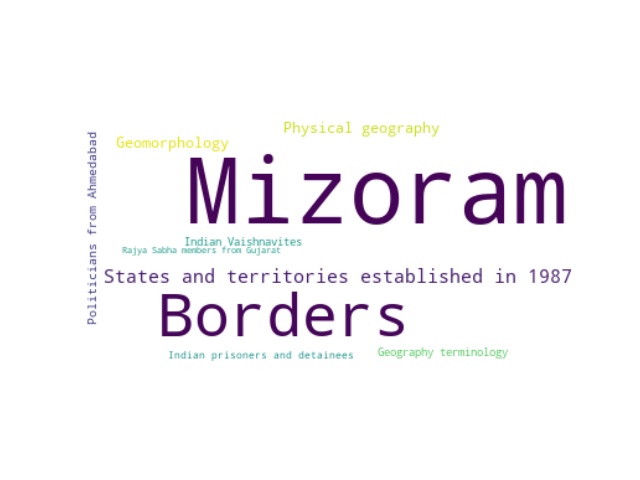 Physical geography
Geomorphology
Mizoram
Politicians from Ahmedabad
Indian Vaishnavites
Rajya Sabha members from Gujarat
States and territories established in 1987
Borders
Geography terminology
Indian prisoners and detainees